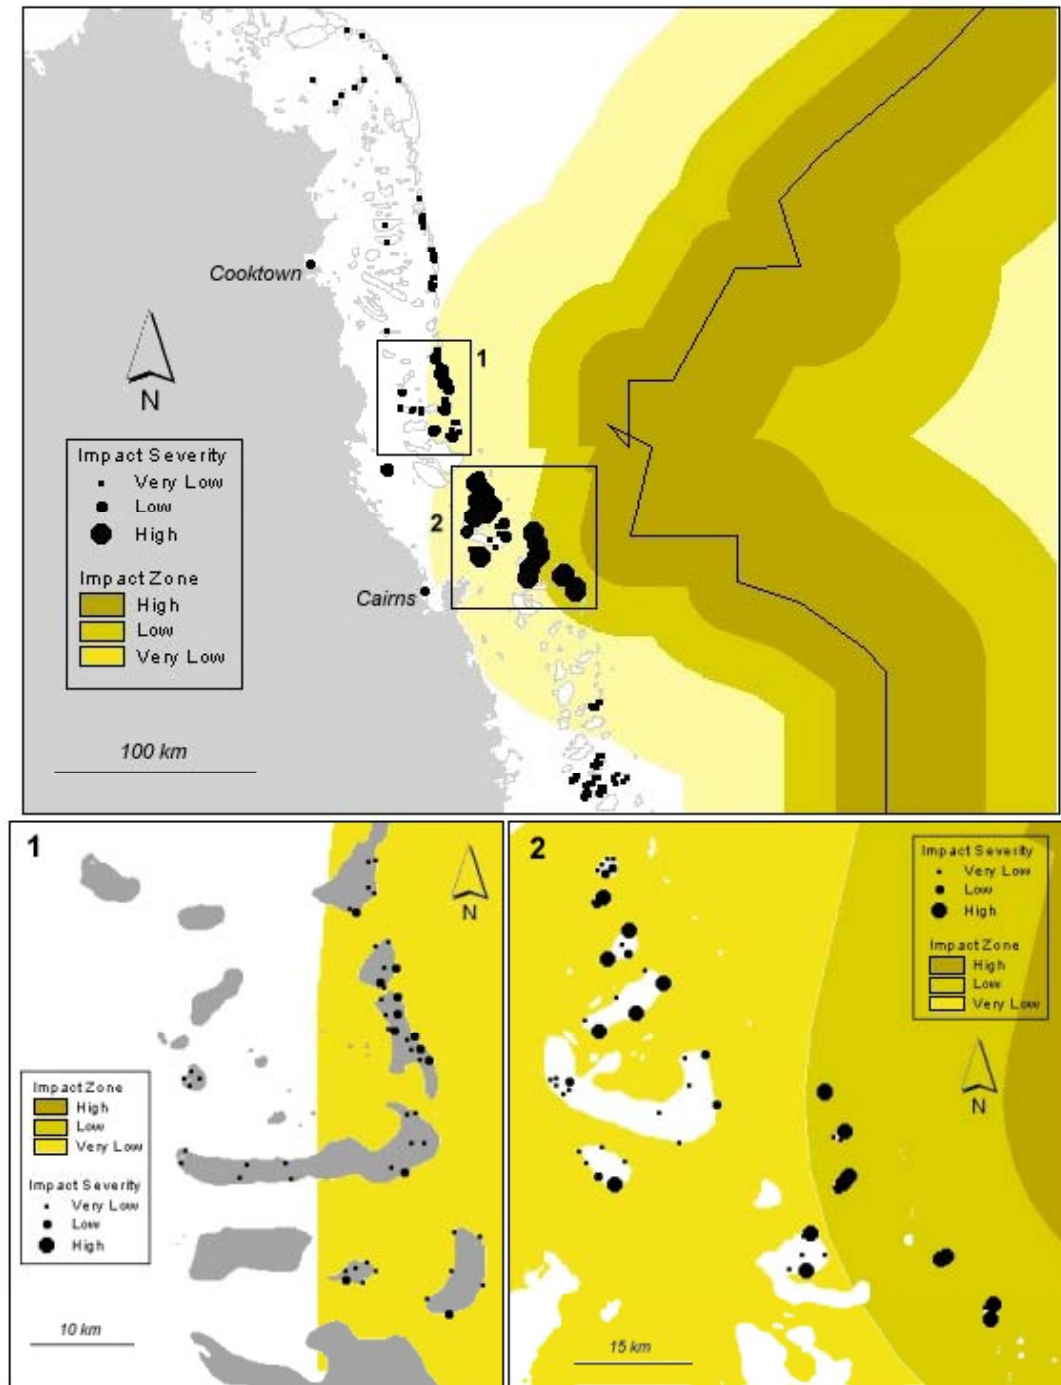 Cooktown
1
N
Impact Severity
Very Low
Low
High
2
Impact Zone
High
Cairns
Low
Very Low
100 km
1
N
Impact Zone
High
Low
Very Low
Impact Severity
Very Low
Low
High
10 km
2
Impact Severity
Very Low
Low
High
Impact Zone
High
Low
Very Low
N
15 km